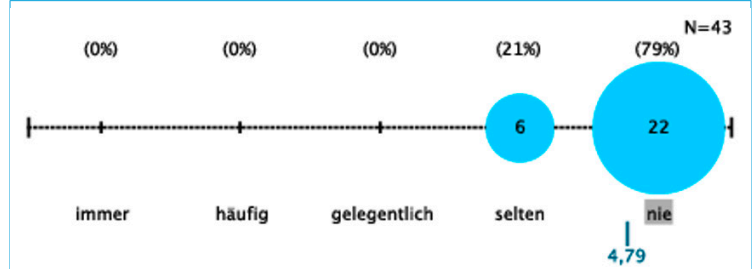 N=43
(0%) (0%) (0%) (21%) (79%)
6 22
immer häufig gelegentlich selten nie
4,79